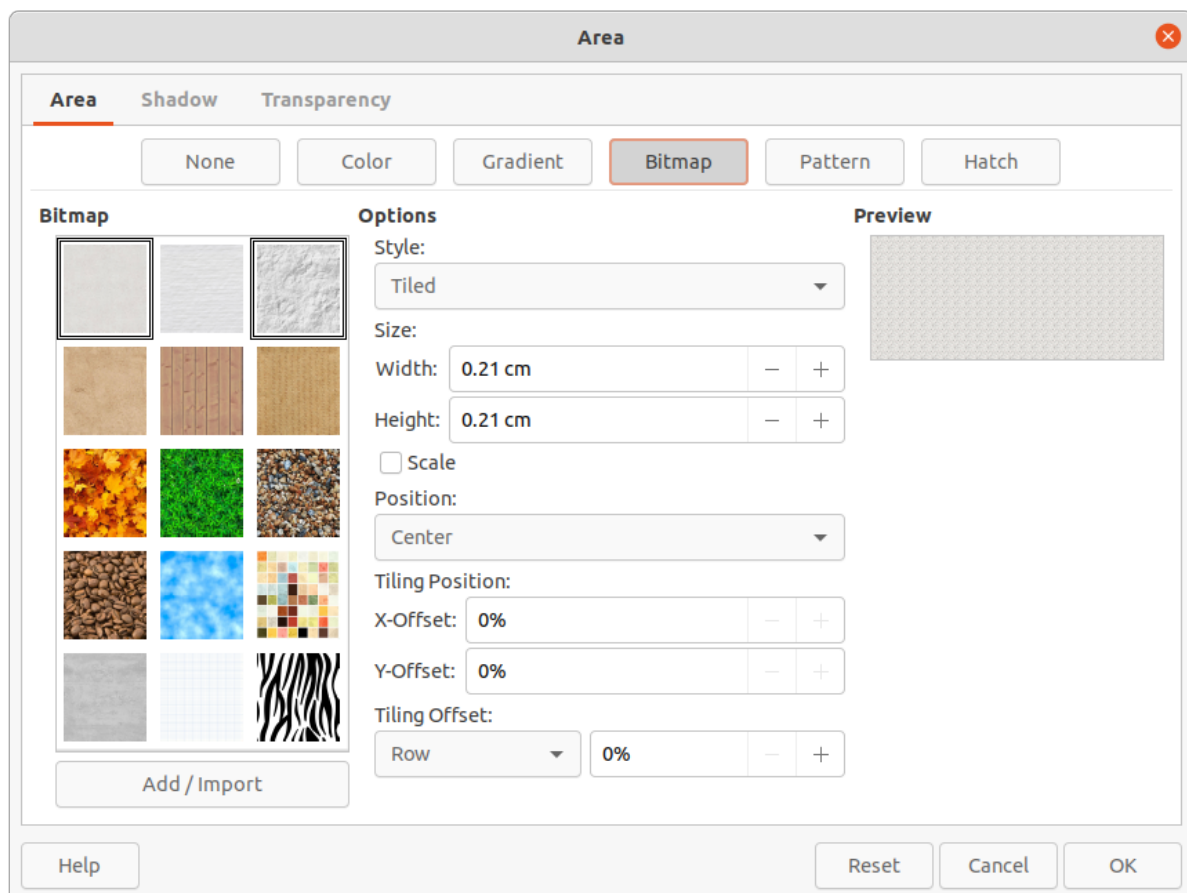 Area
Area Shadow Transparency
None Color Gradient Bitmap Pattern Hatch
Bitmap
Options
Style:
Tiled
Size:
Width: 0.21 cm
Height: 0.21 cm
Scale
Position:
Center
Tiling Position:
X-Offset: 0%
Y-Offset: 0%
Tiling Offset:
Row 0%
Preview
Add / Import
Help Reset Cancel OK